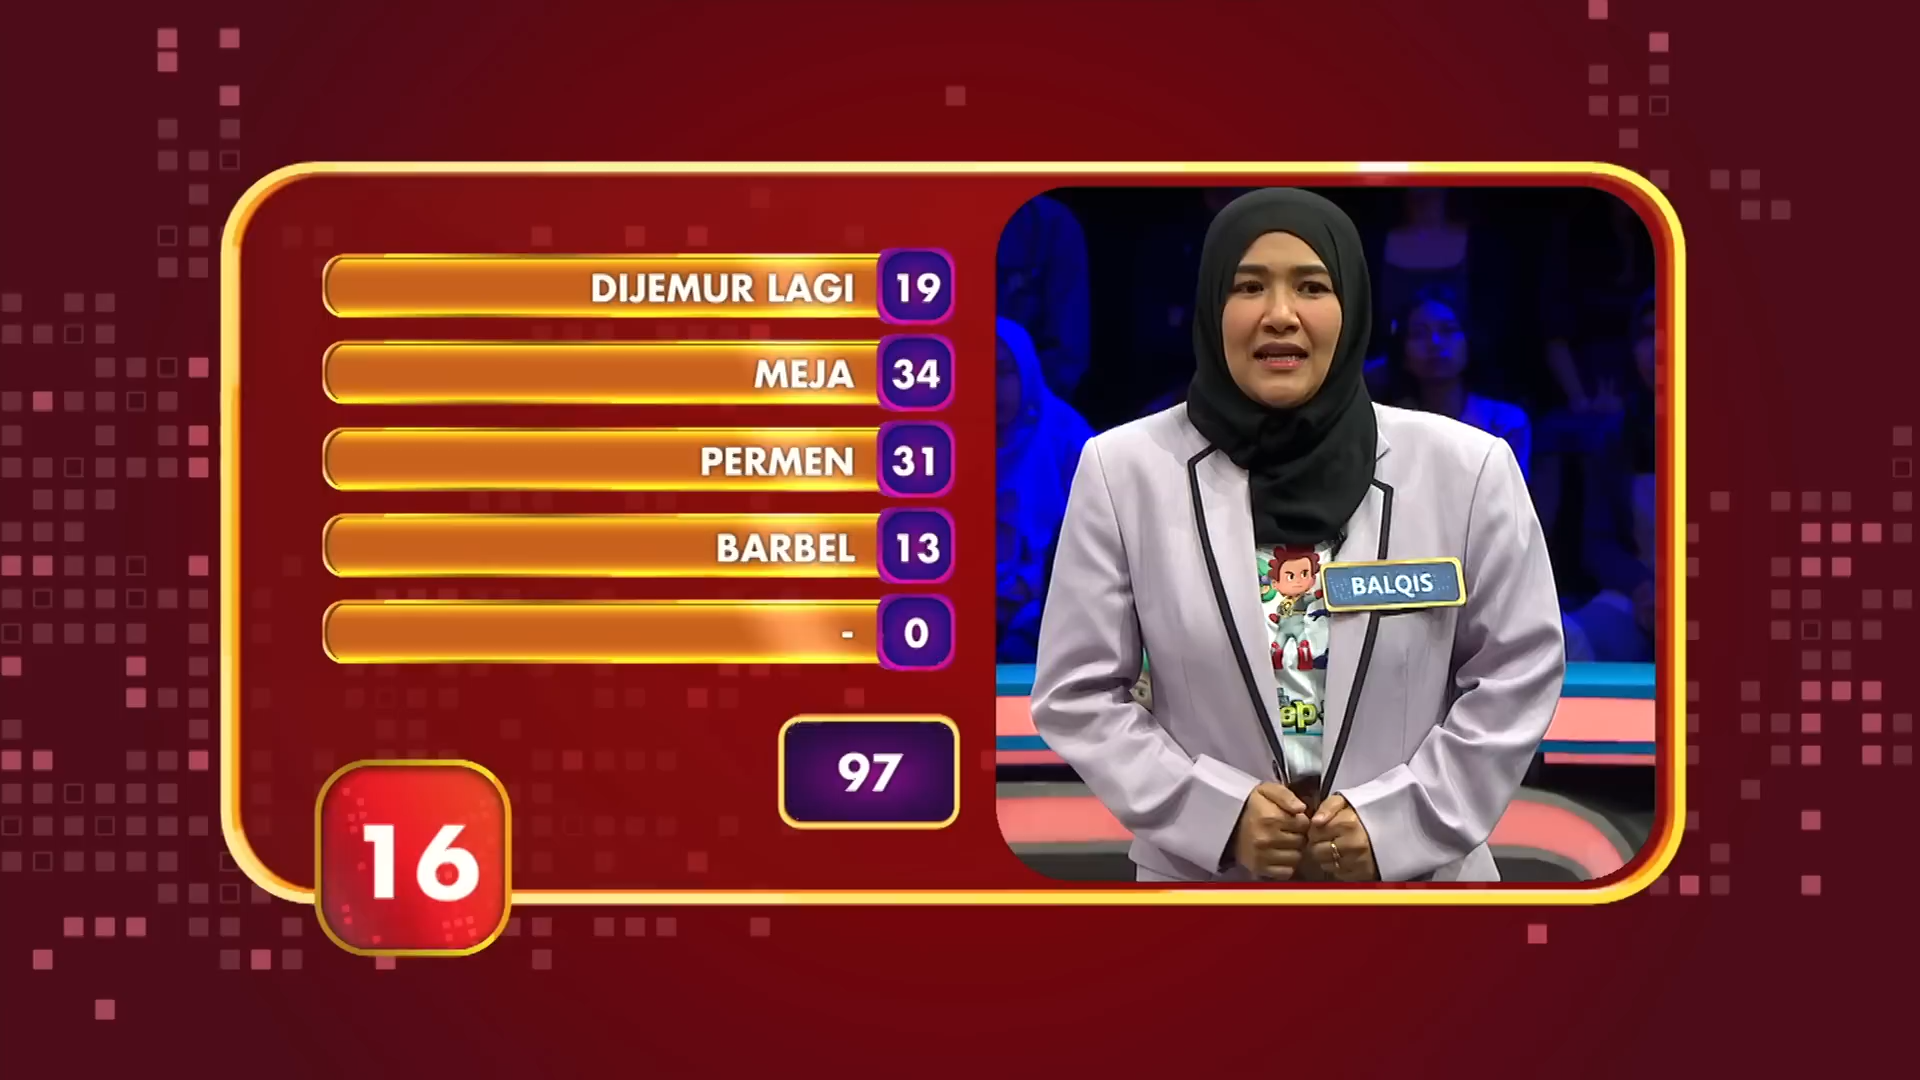 DIJEMUR LAGI 19
MEJA 34
PERMEN 31
BARBEL 13
- 0
97
16
BALQIS